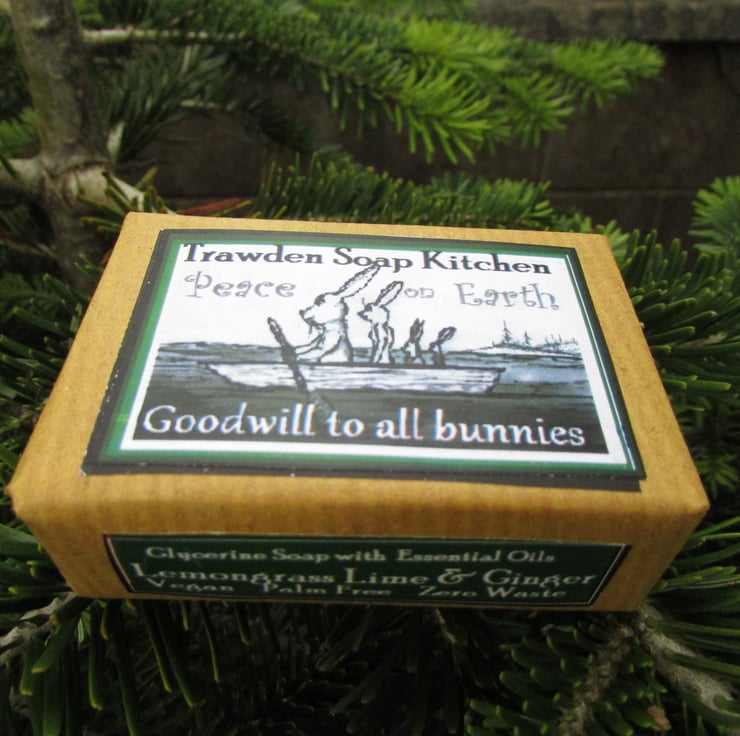 Trawden Soap Kitchen
Peace on Earth
Goodwill to all bunnies
Glycerine Soap with Essential Oils
Lemongrass Lime & Ginger
Vegan Palm Free Zero Waste